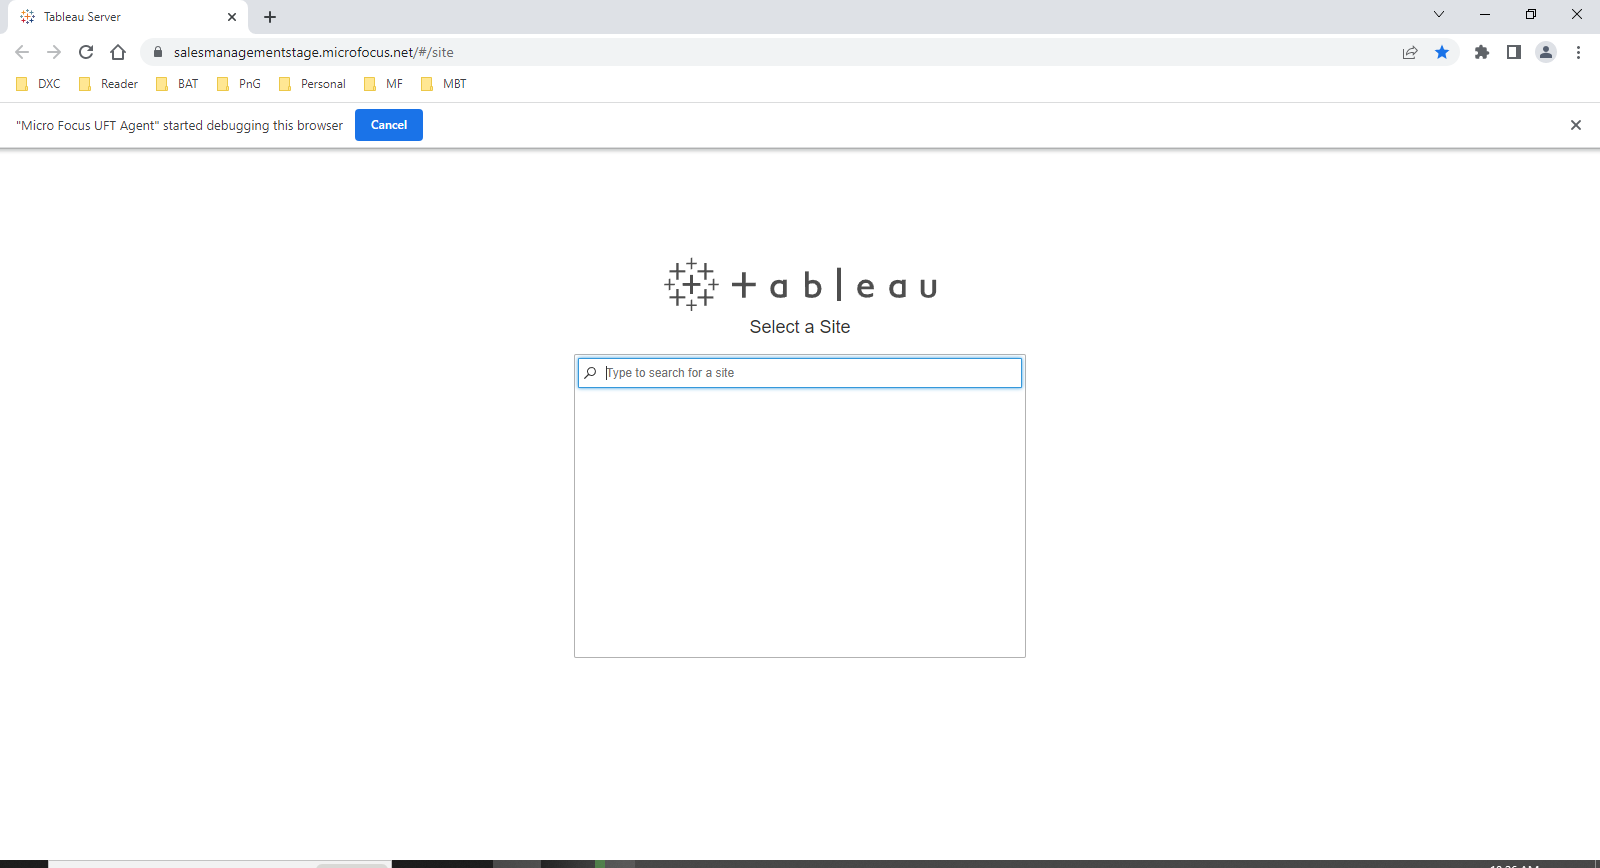 Tableau Server
salesmanagementstage.microfocus.net/#/site
DXC Reader BAT PnG Personal MF MBT
"Micro Focus UFT Agent" started debugging this browser Cancel
+ableau
Select a Site
Type to search for a site